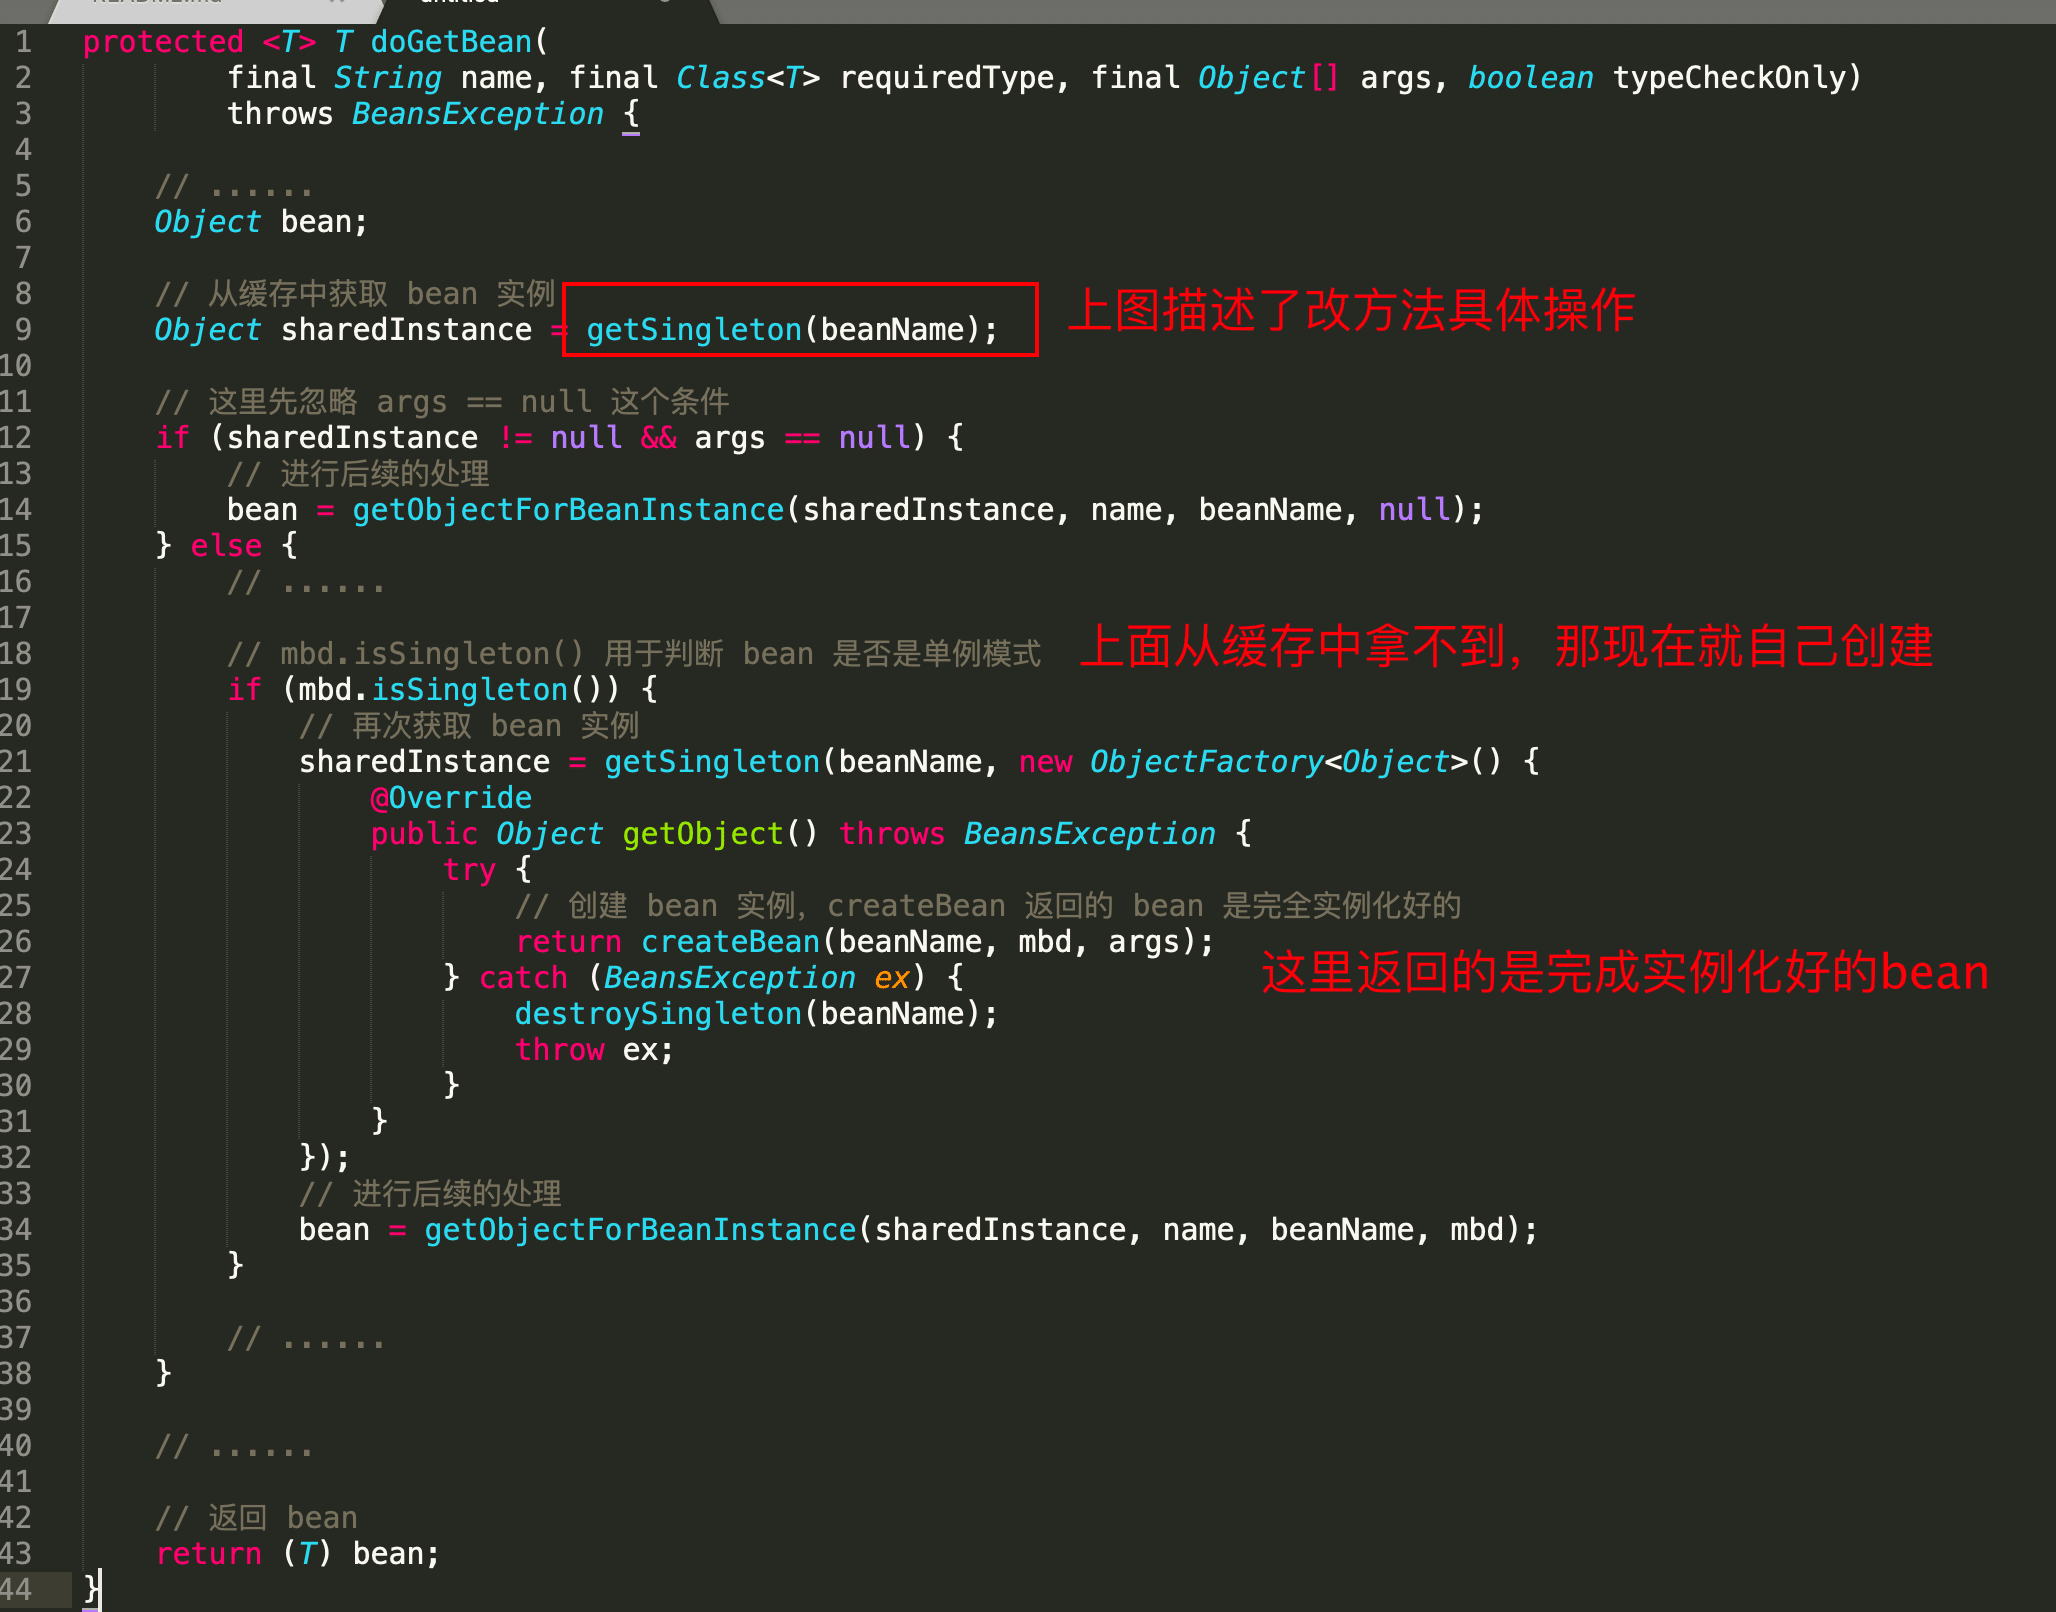 1 protected <T> T doGetBean(
2 final String name, final Class<T> requiredType, final Object[] args, boolean typeCheckOnly)
3 throws BeansException {
4
5 // ......
6 Object bean;
7
8 // 从缓存中获取 bean 实例
9 Object sharedInstance = getSingleton(beanName);
上图描述了改方法具体操作
10
11 // 这里先忽略 args == null 这个条件
12 if (sharedInstance != null && args == null) {
13 // 进行后续的处理
14 bean = getObjectForBeanInstance(sharedInstance, name, beanName, null);
15 } else {
16 // ......
17
18 // mbd.isSingleton() 用于判断 bean 是否是单例模式
上面从缓存中拿不到，那现在就自己创建
19 if (mbd.isSingleton()) {
20 // 再次获取 bean 实例
21 sharedInstance = getSingleton(beanName, new ObjectFactory<Object>() {
22 @Override
23 public Object getObject() throws BeansException {
24 try {
25 // 创建 bean 实例，createBean 返回的 bean 是完全实例化好的
26 return createBean(beanName, mbd, args);
这里返回的是完成实例化好的bean
27 } catch (BeansException ex) {
28 destroySingleton(beanName);
29 throw ex;
30 }
31 }
32 });
33 // 进行后续的处理
34 bean = getObjectForBeanInstance(sharedInstance, name, beanName, mbd);
35 }
36
37 // ......
38 }
39
40 // ......
41
42 // 返回 bean
43 return (T) bean;
44 }